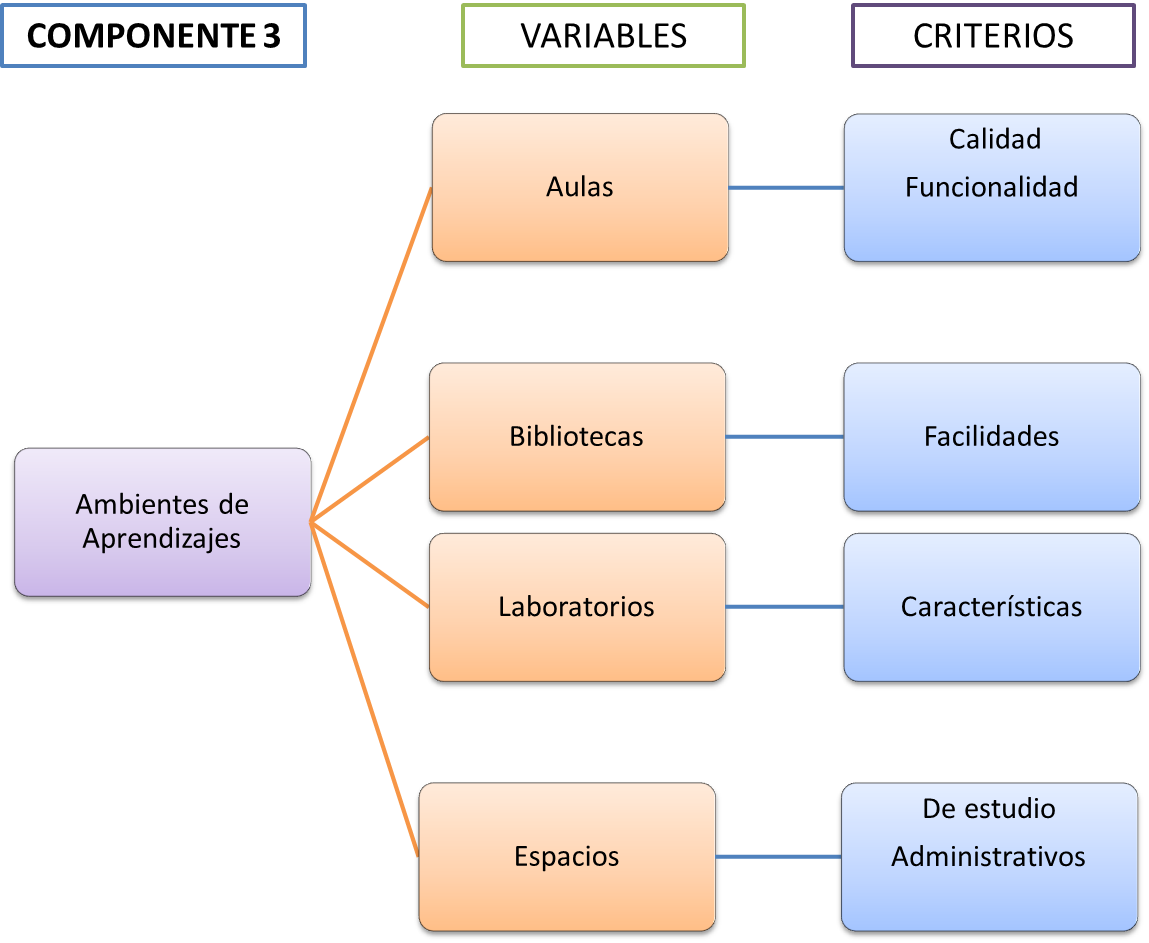 COMPONENTE 3
VARIABLES
CRITERIOS
Aulas
Calidad
Funcionalidad
Bibliotecas
Facilidades
Ambientes de
Aprendizajes
Laboratorios
Características
Espacios
De estudio
Administrativos